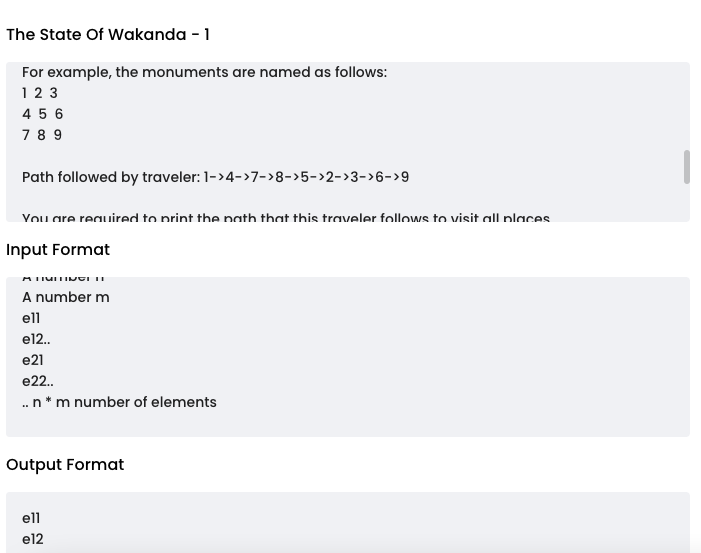 The State Of Wakanda - 1
For example, the monuments are named as follows:
1 2 3
4 5 6
7 8 9
Path followed by traveler: 1->4->7->8->5->2->3->6->9
You are required to print the path that this traveler follows to visit all places
Input Format
A number n
A number m
e11
e12..
e21
e22..
.. n * m number of elements
Output Format
e11
e12